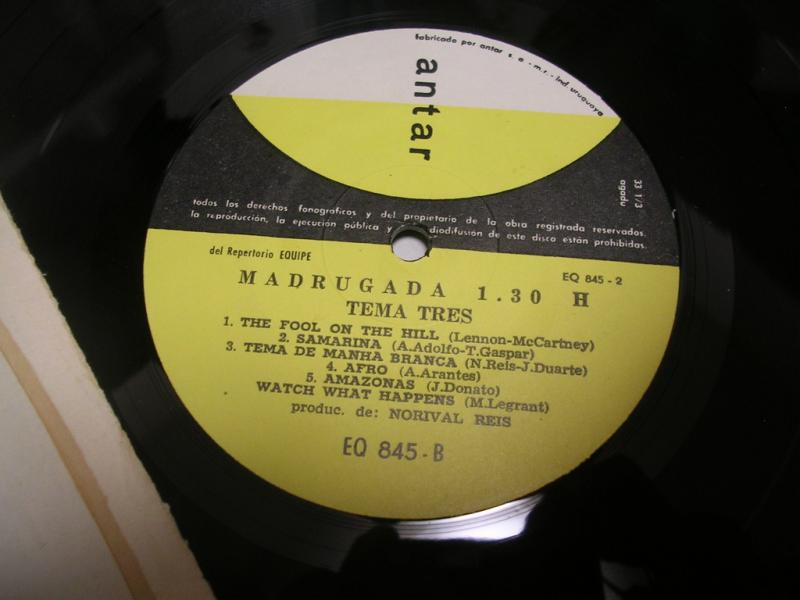 fabricado por antar s. a - m.r. - ind uruguaya
antar
33 1/3
agadu
todos los derechos fonográficos y del propietario de la obra registrada reservados.
la reproducción, la ejecución pública y diodifusion de este disco están prohibidas.
del Repertorio EQUIPE
EQ 845 - 2
MADRUGADA 1.30 H
TEMA TRES
1. THE FOOL ON THE HILL (Lennon-McCartney)
2. SAMARINA (A.Adolfo-T.Gaspar)
3. TEMA DE MANHA BRANCA (N.Reis-J.Duarte)
4. AFRO (A.Arantes)
5. AMAZONAS (J.Donato)
WATCH WHAT HAPPENS (M.Legrant)
produc. de: NORIVAL REIS
EQ 845 - B